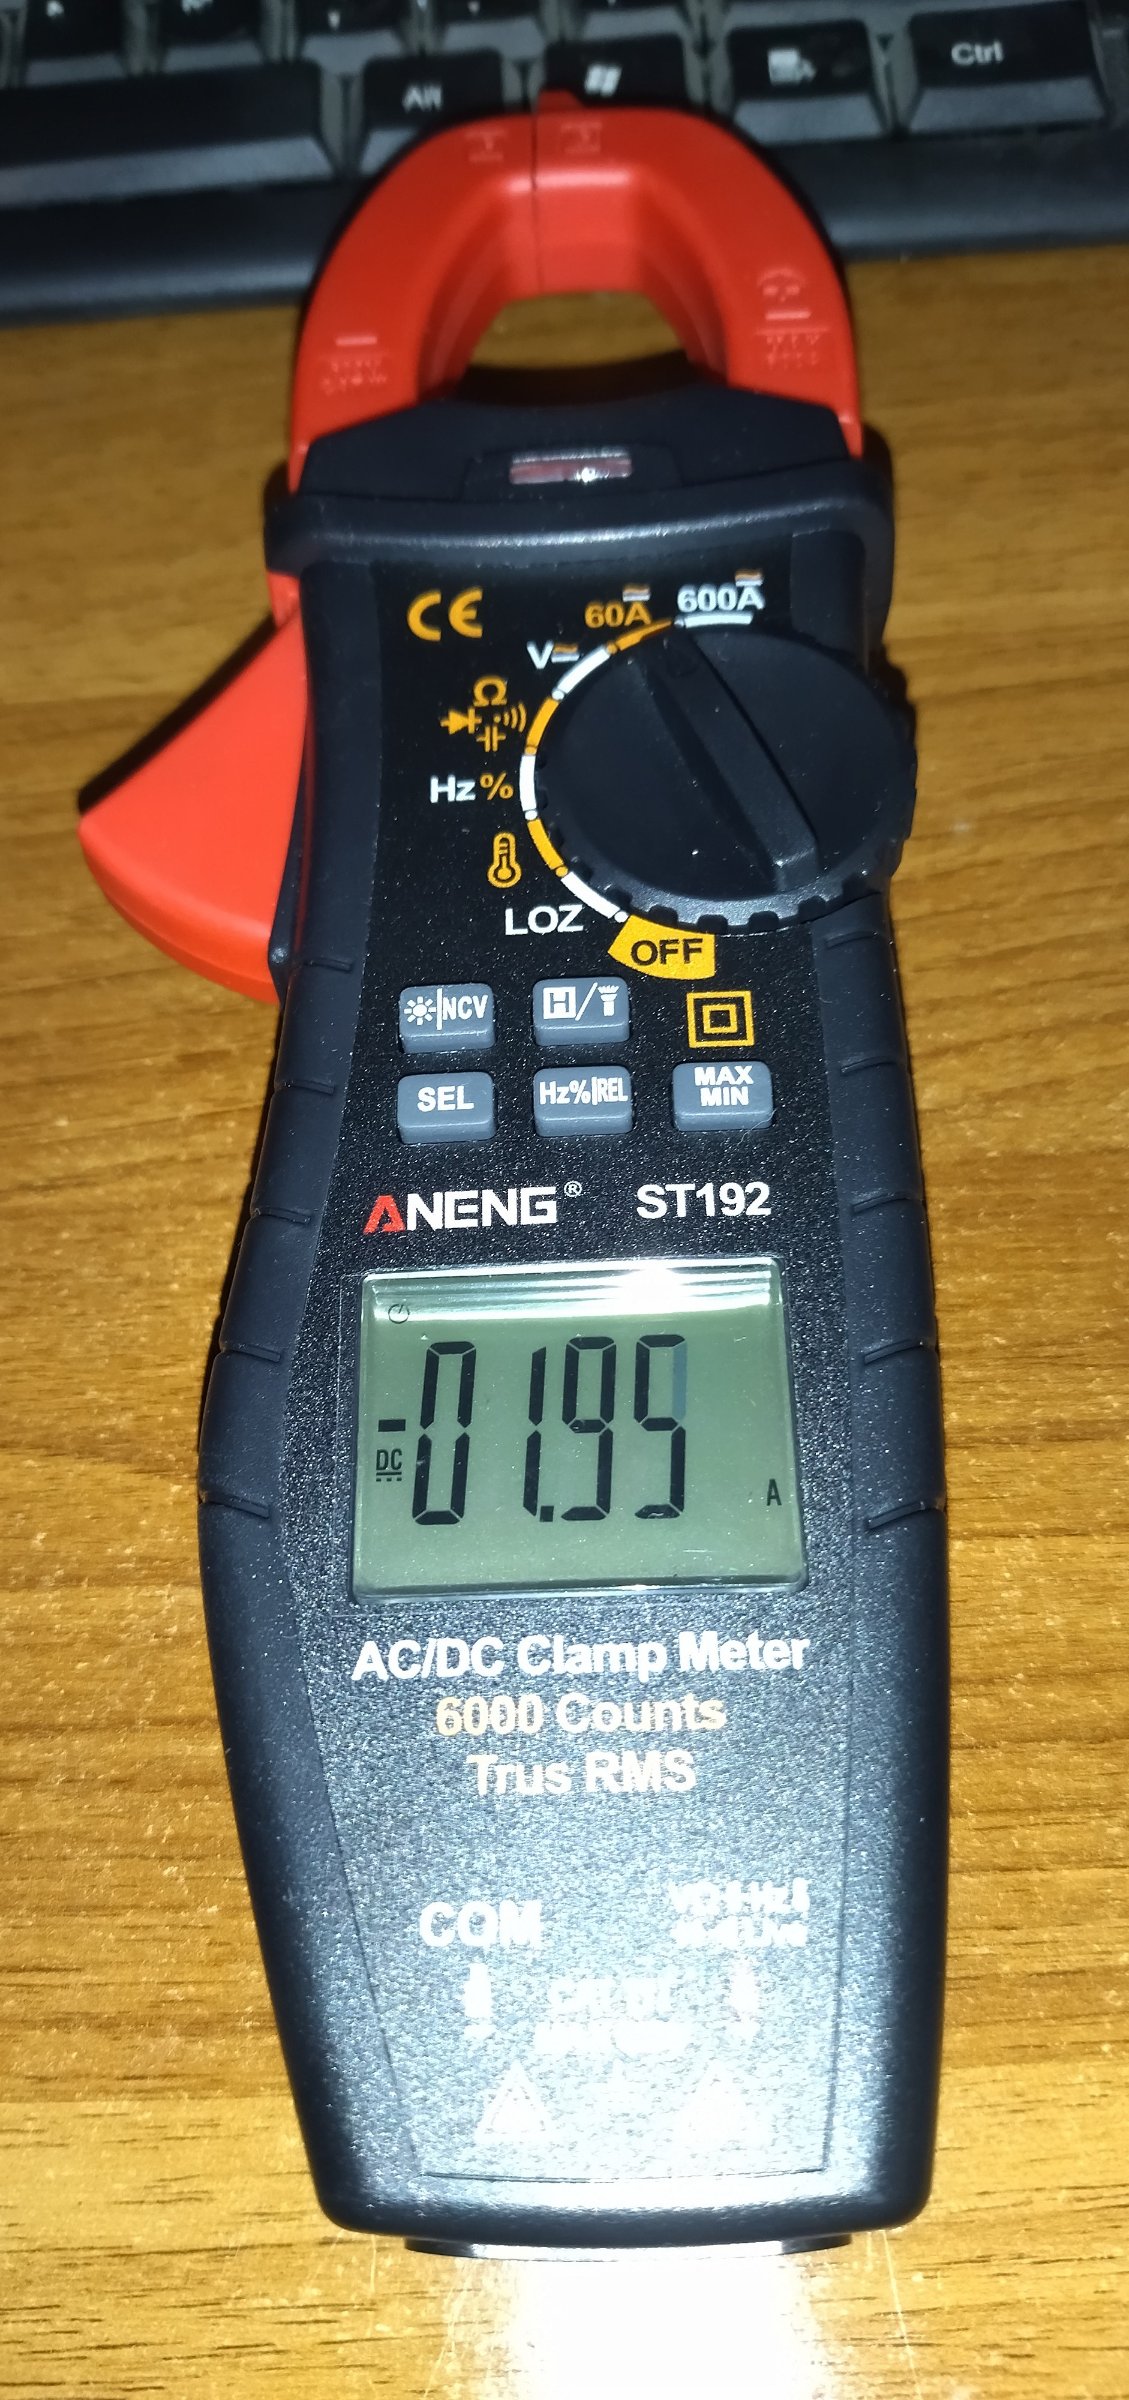 Alt
Ctrl
CE
600A
60A
V
Ω
Hz %
LOZ
OFF
NCV
H/
SEL
Hz%|REL
MAX
MIN
ANENG® ST192
-01.95
DC
A
AC/DC Clamp Meter
6000 Counts
Trus RMS
COM